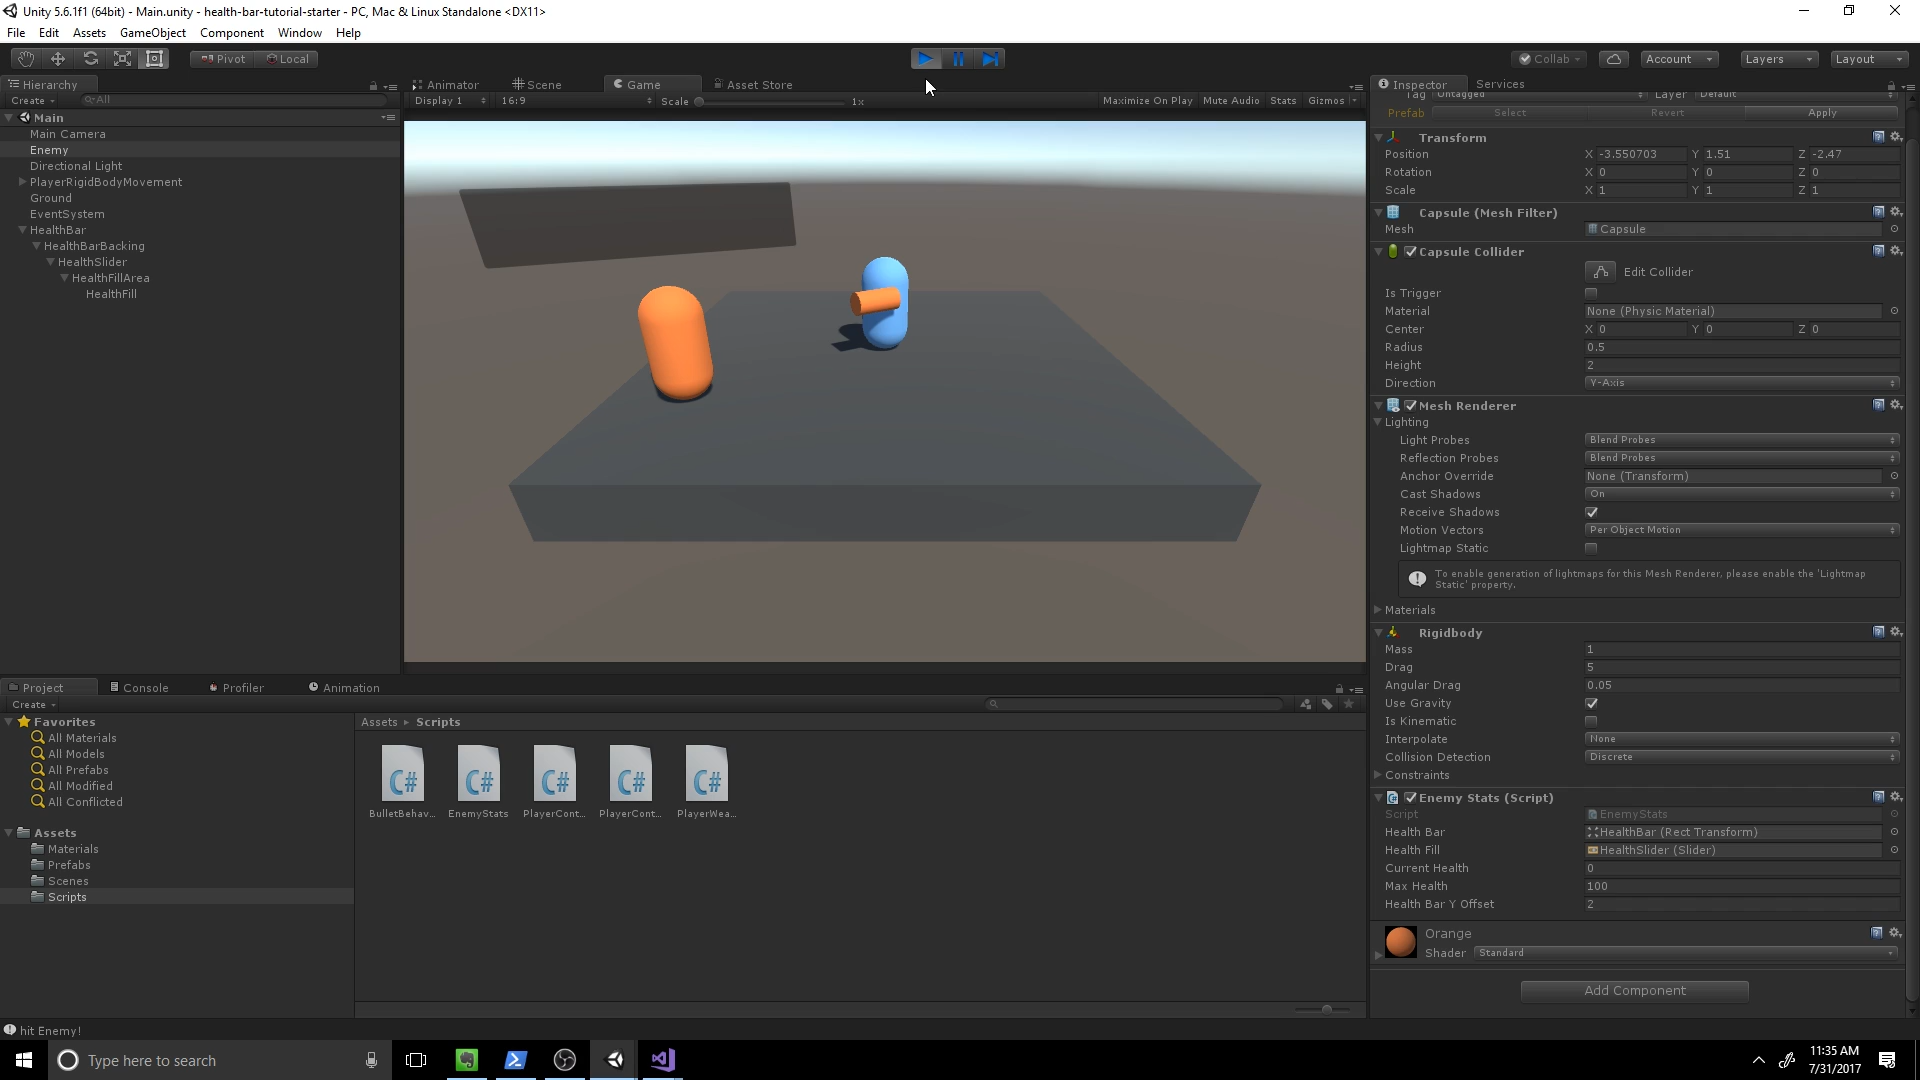 Unity 5.6.1f1 (64bit) - Main.unity - health-bar-tutorial-starter - PC, Mac & Linux Standalone <DX11>
File Edit Assets GameObject Component Window Help
Pivot Local
Collab Account Layers Layout
Hierarchy
Create All
Main
Main Camera
Enemy
Directional Light
PlayerRigidBodyMovement
Ground
EventSystem
HealthBar
HealthBarBacking
HealthSlider
HealthFillArea
HealthFill
Animator Scene Game Asset Store
Display 1 16:9 Scale 1x Maximize On Play Mute Audio Stats Gizmos
Inspector Services
Tag Untagged Layer Default
Prefab Select Revert Apply
Transform
Position X -3.550703 Y 1.51 Z -2.47
Rotation X 0 Y 0 Z 0
Scale X 1 Y 1 Z 1
Capsule (Mesh Filter)
Mesh Capsule
Capsule Collider
Edit Collider
Is Trigger
Material None (Physic Material)
Center X 0 Y 0 Z 0
Radius 0.5
Height 2
Direction Y-Axis
Mesh Renderer
Lighting
Light Probes Blend Probes
Reflection Probes Blend Probes
Anchor Override None (Transform)
Cast Shadows On
Receive Shadows
Motion Vectors Per Object Motion
Lightmap Static
To enable generation of lightmaps for this Mesh Renderer, please enable the 'Lightmap
Static' property.
Materials
Rigidbody
Mass 1
Drag 5
Angular Drag 0.05
Use Gravity
Is Kinematic
Interpolate None
Collision Detection Discrete
Constraints
Enemy Stats (Script)
Script EnemyStats
Health Bar HealthBar (Rect Transform)
Health Fill HealthSlider (Slider)
Current Health 0
Max Health 100
Health Bar Y Offset 2
Orange
Shader Standard
Add Component
Project Console Profiler Animation
Create
Favorites
All Materials
All Models
All Prefabs
All Modified
All Conflicted
Assets
Materials
Prefabs
Scenes
Scripts
Assets Scripts
C# C# C# C# C#
BulletBehav... EnemyStats PlayerCont... PlayerCont... PlayerWea...
hit Enemy!
Type here to search
11:35 AM
7/31/2017